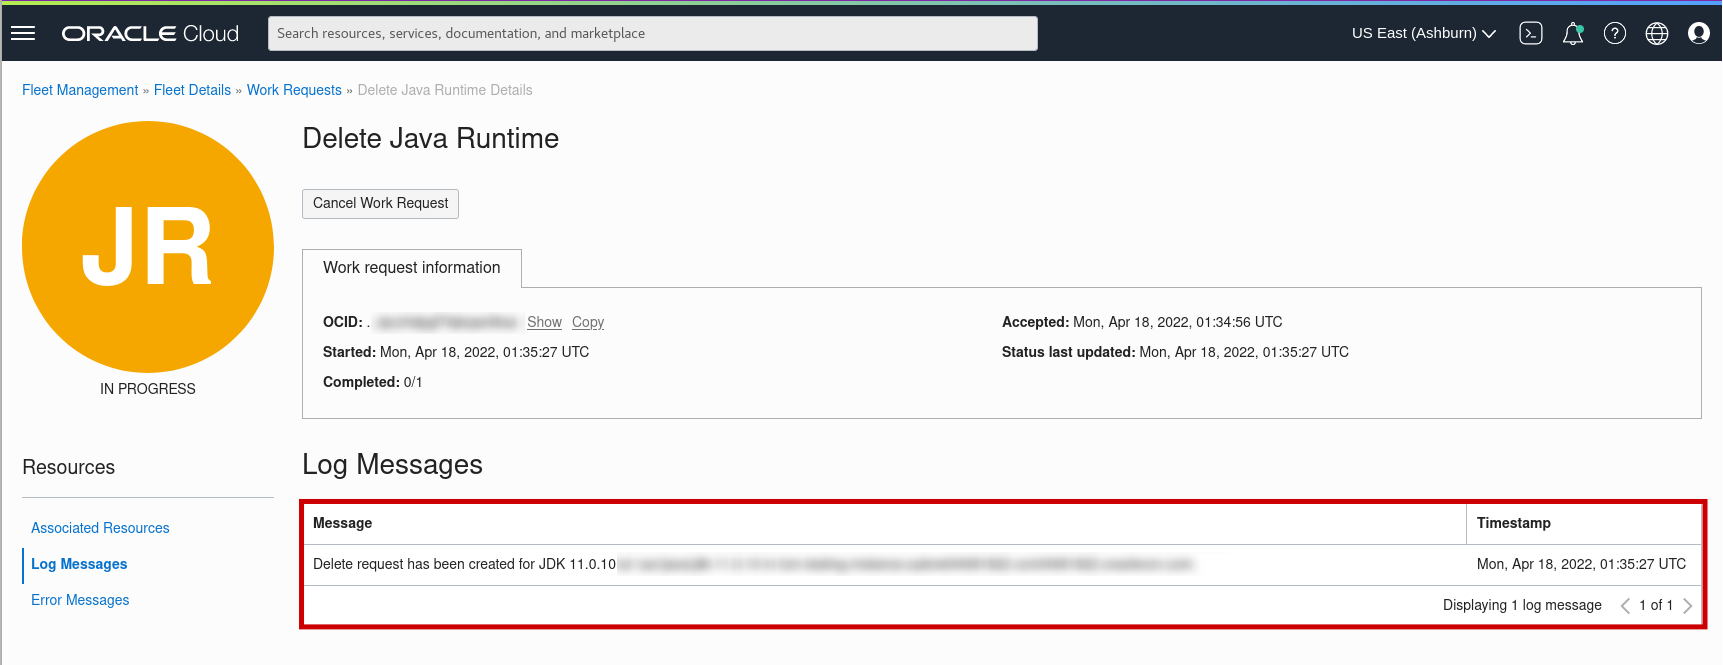 ORACLE Cloud
Search resources, services, documentation, and marketplace
US East (Ashburn)
Fleet Management » Fleet Details » Work Requests » Delete Java Runtime Details
JR
IN PROGRESS
Delete Java Runtime
Cancel Work Request
Work request information
OCID: . Show Copy
Accepted: Mon, Apr 18, 2022, 01:34:56 UTC
Started: Mon, Apr 18, 2022, 01:35:27 UTC
Status last updated: Mon, Apr 18, 2022, 01:35:27 UTC
Completed: 0/1
Resources
Associated Resources
Log Messages
Error Messages
Log Messages
Message Timestamp
Delete request has been created for JDK 11.0.10 Mon, Apr 18, 2022, 01:35:27 UTC
Displaying 1 log message 1 of 1